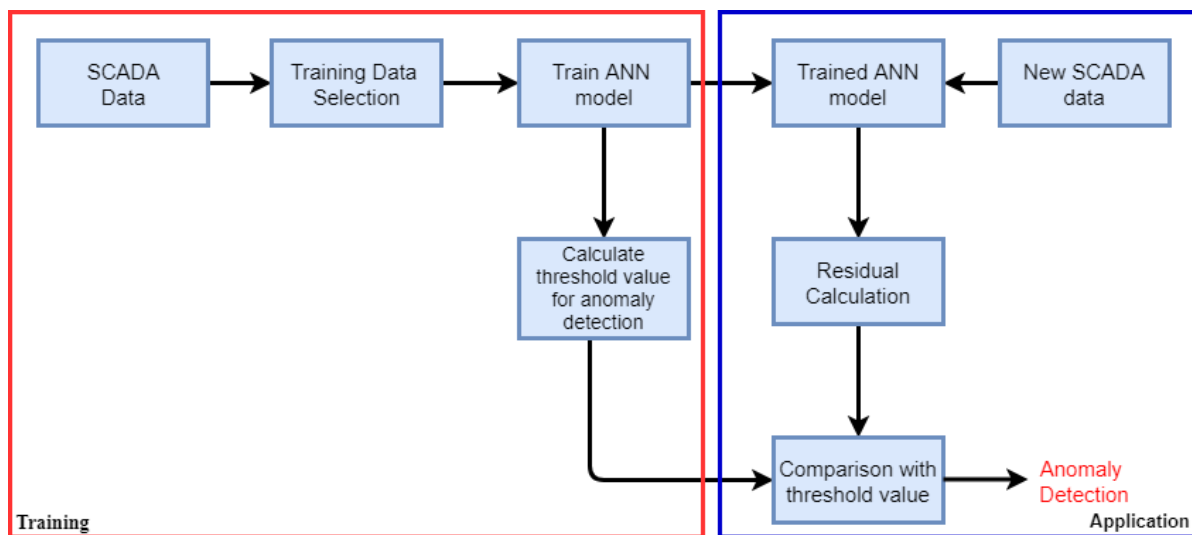 SCADA
Data
Training Data
Selection
Train ANN
model
Trained ANN
model
New SCADA
data
Calculate
threshold value
for anomaly
detection
Residual
Calculation
Comparison with
threshold value
Anomaly
Detection
Training
Application